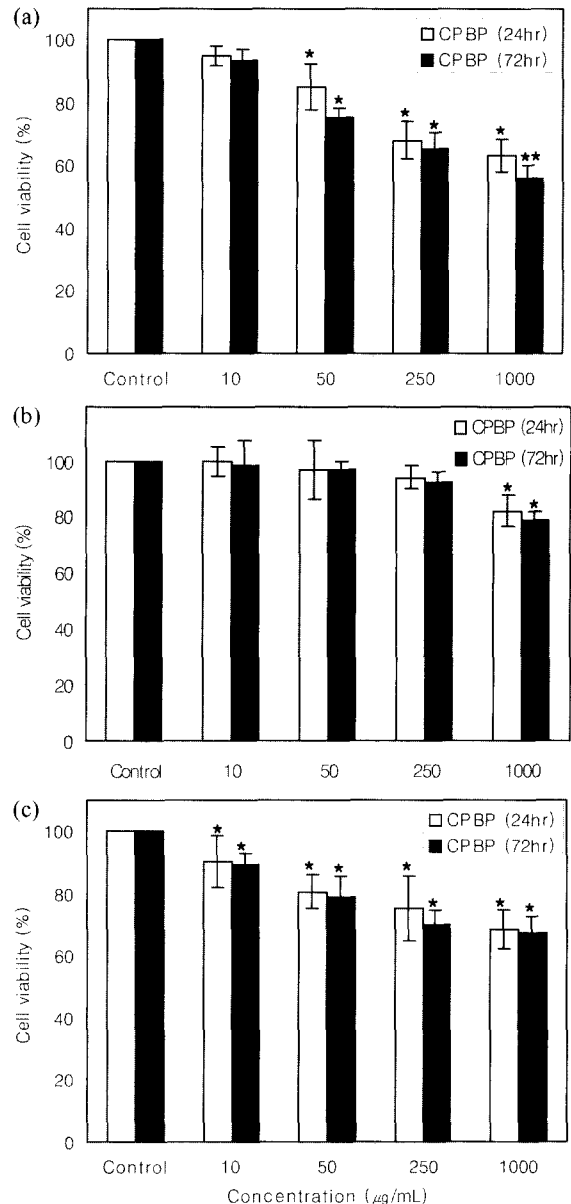 (a)
CPBP (24hr)
CPBP (72hr)
Cell viability (%)
100
80
60
40
20
0
* * * * * **
Control 10 50 250 1000
(b)
CPBP (24hr)
CPBP (72hr)
Cell viability (%)
100
80
60
40
20
0
* *
Control 10 50 250 1000
(c)
CPBP (24hr)
CPBP (72hr)
Cell viability (%)
100
80
60
40
20
0
* * * * * * * *
Control 10 50 250 1000
Concentration (μg/mL)